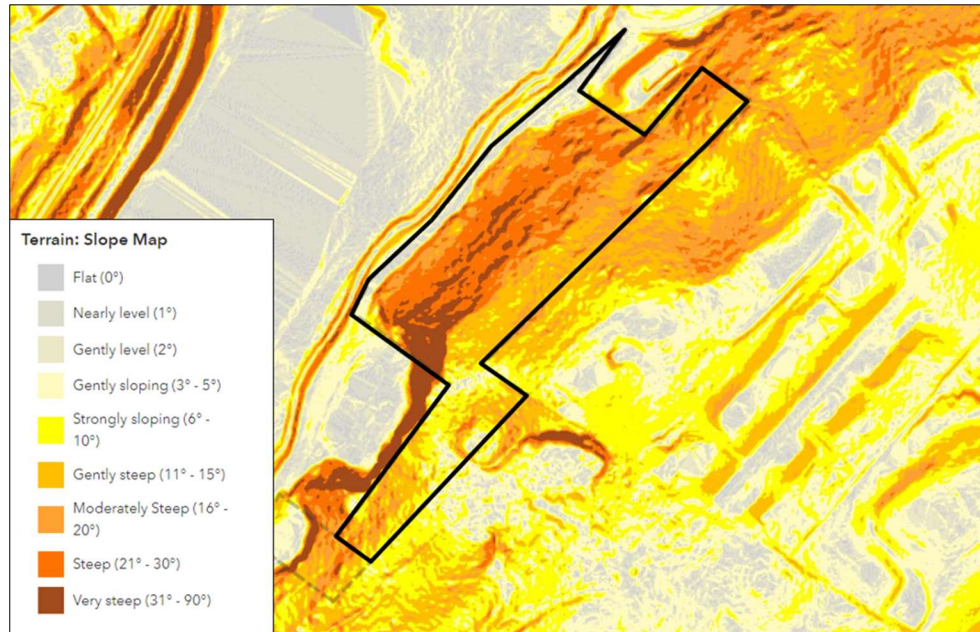 Terrain: Slope Map
Flat (0°)
Nearly level (1°)
Gently level (2°)
Gently sloping (3° - 5°)
Strongly sloping (6° -
10°)
Gently steep (11° - 15°)
Moderately Steep (16° -
20°)
Steep (21° - 30°)
Very steep (31° - 90°)